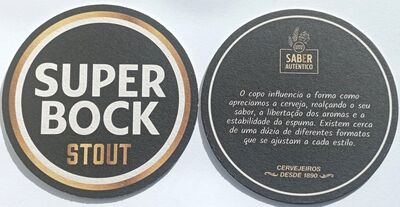 SUPER
BOCK
STOUT
SABER
AUTÊNTICO
O copo influencia a forma como
apreciamos a cerveja, realçando o seu
sabor, a libertação dos aromas e a
estabilidade da espuma. Existem cerca
de uma dúzia de diferentes formatos
que se ajustam a cada estilo.
CERVEJEIROS
DESDE 1890